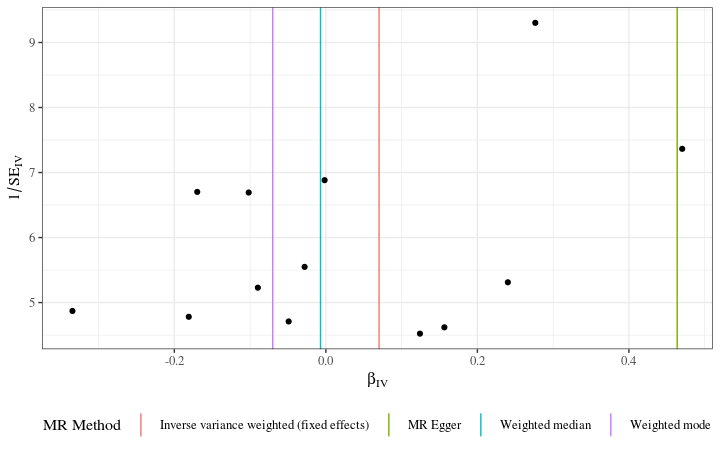 9
8
7
6
5
1/SE_IV
-0.2 0.0 0.2 0.4
β_IV
MR Method Inverse variance weighted (fixed effects) MR Egger Weighted median Weighted mode